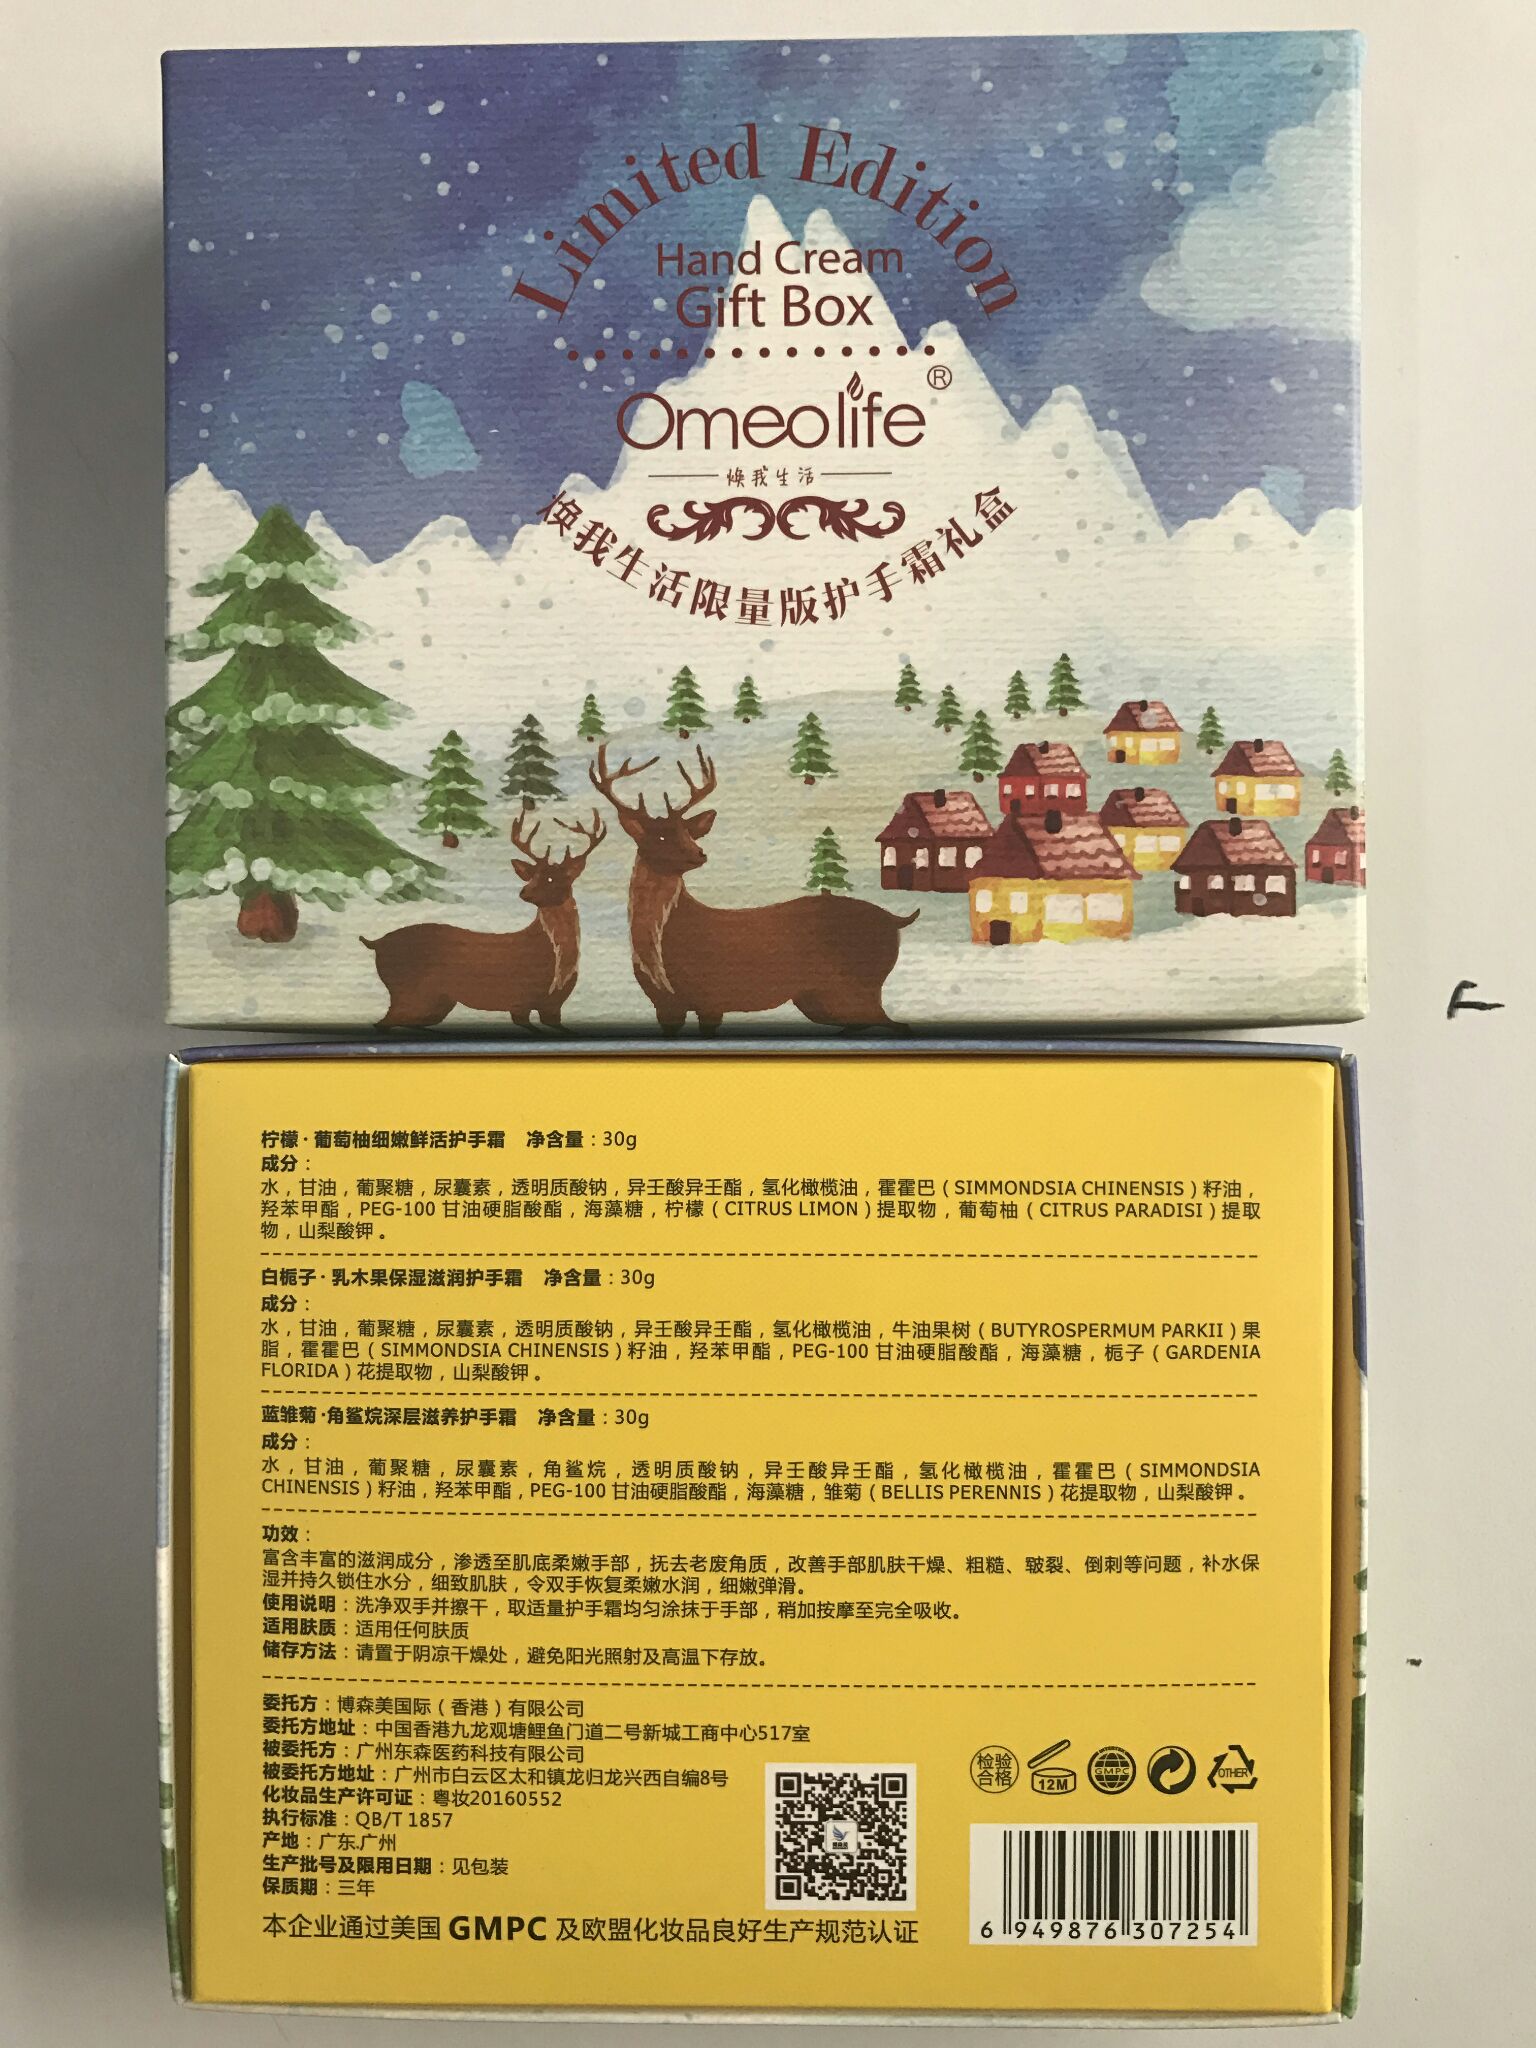 Limited Edition
Hand Cream
Gift Box
Omeolife®
焕我生活
焕我生活限量版护手霜礼盒
柠檬·葡萄柚细嫩鲜活护手霜 净含量:30g
成分:
水，甘油，葡聚糖，尿囊素，透明质酸钠，异壬酸异壬酯，氢化橄榄油，霍霍巴（SIMMONDSIA CHINENSIS）籽油，
羟苯甲酯，PEG-100 甘油硬脂酸酯，海藻糖，柠檬（CITRUS LIMON）提取物，葡萄柚（CITRUS PARADISI）提取
物，山梨酸钾。
白栀子·乳木果保湿滋润护手霜 净含量:30g
成分:
水，甘油，葡聚糖，尿囊素，透明质酸钠，异壬酸异壬酯，氢化橄榄油，牛油果树（BUTYROSPERMUM PARKII）果
脂，霍霍巴（SIMMONDSIA CHINENSIS）籽油，羟苯甲酯，PEG-100 甘油硬脂酸酯，海藻糖，栀子（GARDENIA
FLORIDA）花提取物，山梨酸钾。
蓝雏菊·角鲨烷深层滋养护手霜 净含量:30g
成分:
水，甘油，葡聚糖，尿囊素，角鲨烷，透明质酸钠，异壬酸异壬酯，氢化橄榄油，霍霍巴（SIMMONDSIA
CHINENSIS）籽油，羟苯甲酯，PEG-100 甘油硬脂酸酯，海藻糖，雏菊（BELLIS PERENNIS）花提取物，山梨酸钾。
功效:
富含丰富的滋润成分，渗透至肌底柔嫩手部，抚去老废角质，改善手部肌肤干燥、粗糙、皲裂、倒刺等问题，补水保
湿并持久锁住水分，细致肌肤，令双手恢复柔嫩水润，细嫩弹滑。
使用说明:洗净双手并擦干，取适量护手霜均匀涂抹于手部，稍加按摩至完全吸收。
适用肤质:适用任何肤质
储存方法:请置于阴凉干燥处，避免阳光照射及高温下存放。
委托方:博森美国际（香港）有限公司
委托方地址:中国香港九龙观塘鲤鱼门道二号新城工商中心517室
被委托方:广州东森医药科技有限公司
被委托方地址:广州市白云区太和镇龙归龙兴西自编8号
化妆品生产许可证:粤妆20160552
执行标准:QB/T 1857
产地:广东.广州
生产批号及限用日期:见包装
保质期:三年
本企业通过美国 GMPC 及欧盟化妆品良好生产规范认证
检验
合格
12M
GMPC
OTHER
6 949876 307254